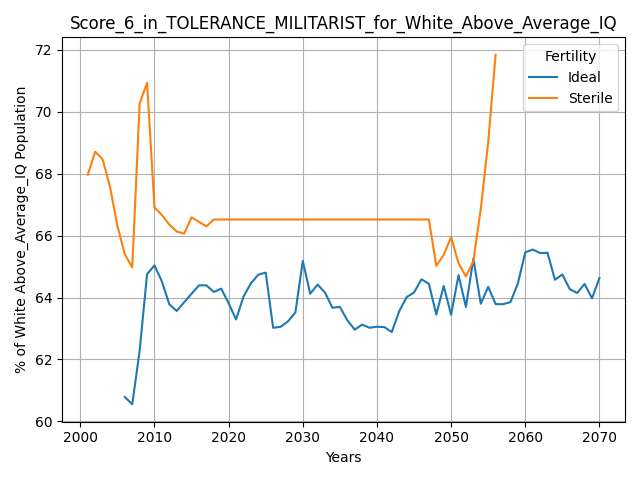 Score_6_in_TOLERANCE_MILITARIST_for_White_Above_Average_IQ
% of White Above_Average_IQ Population
72
70
68
66
64
62
60
Fertility
Ideal
Sterile
2000 2010 2020 2030 2040 2050 2060 2070
Years